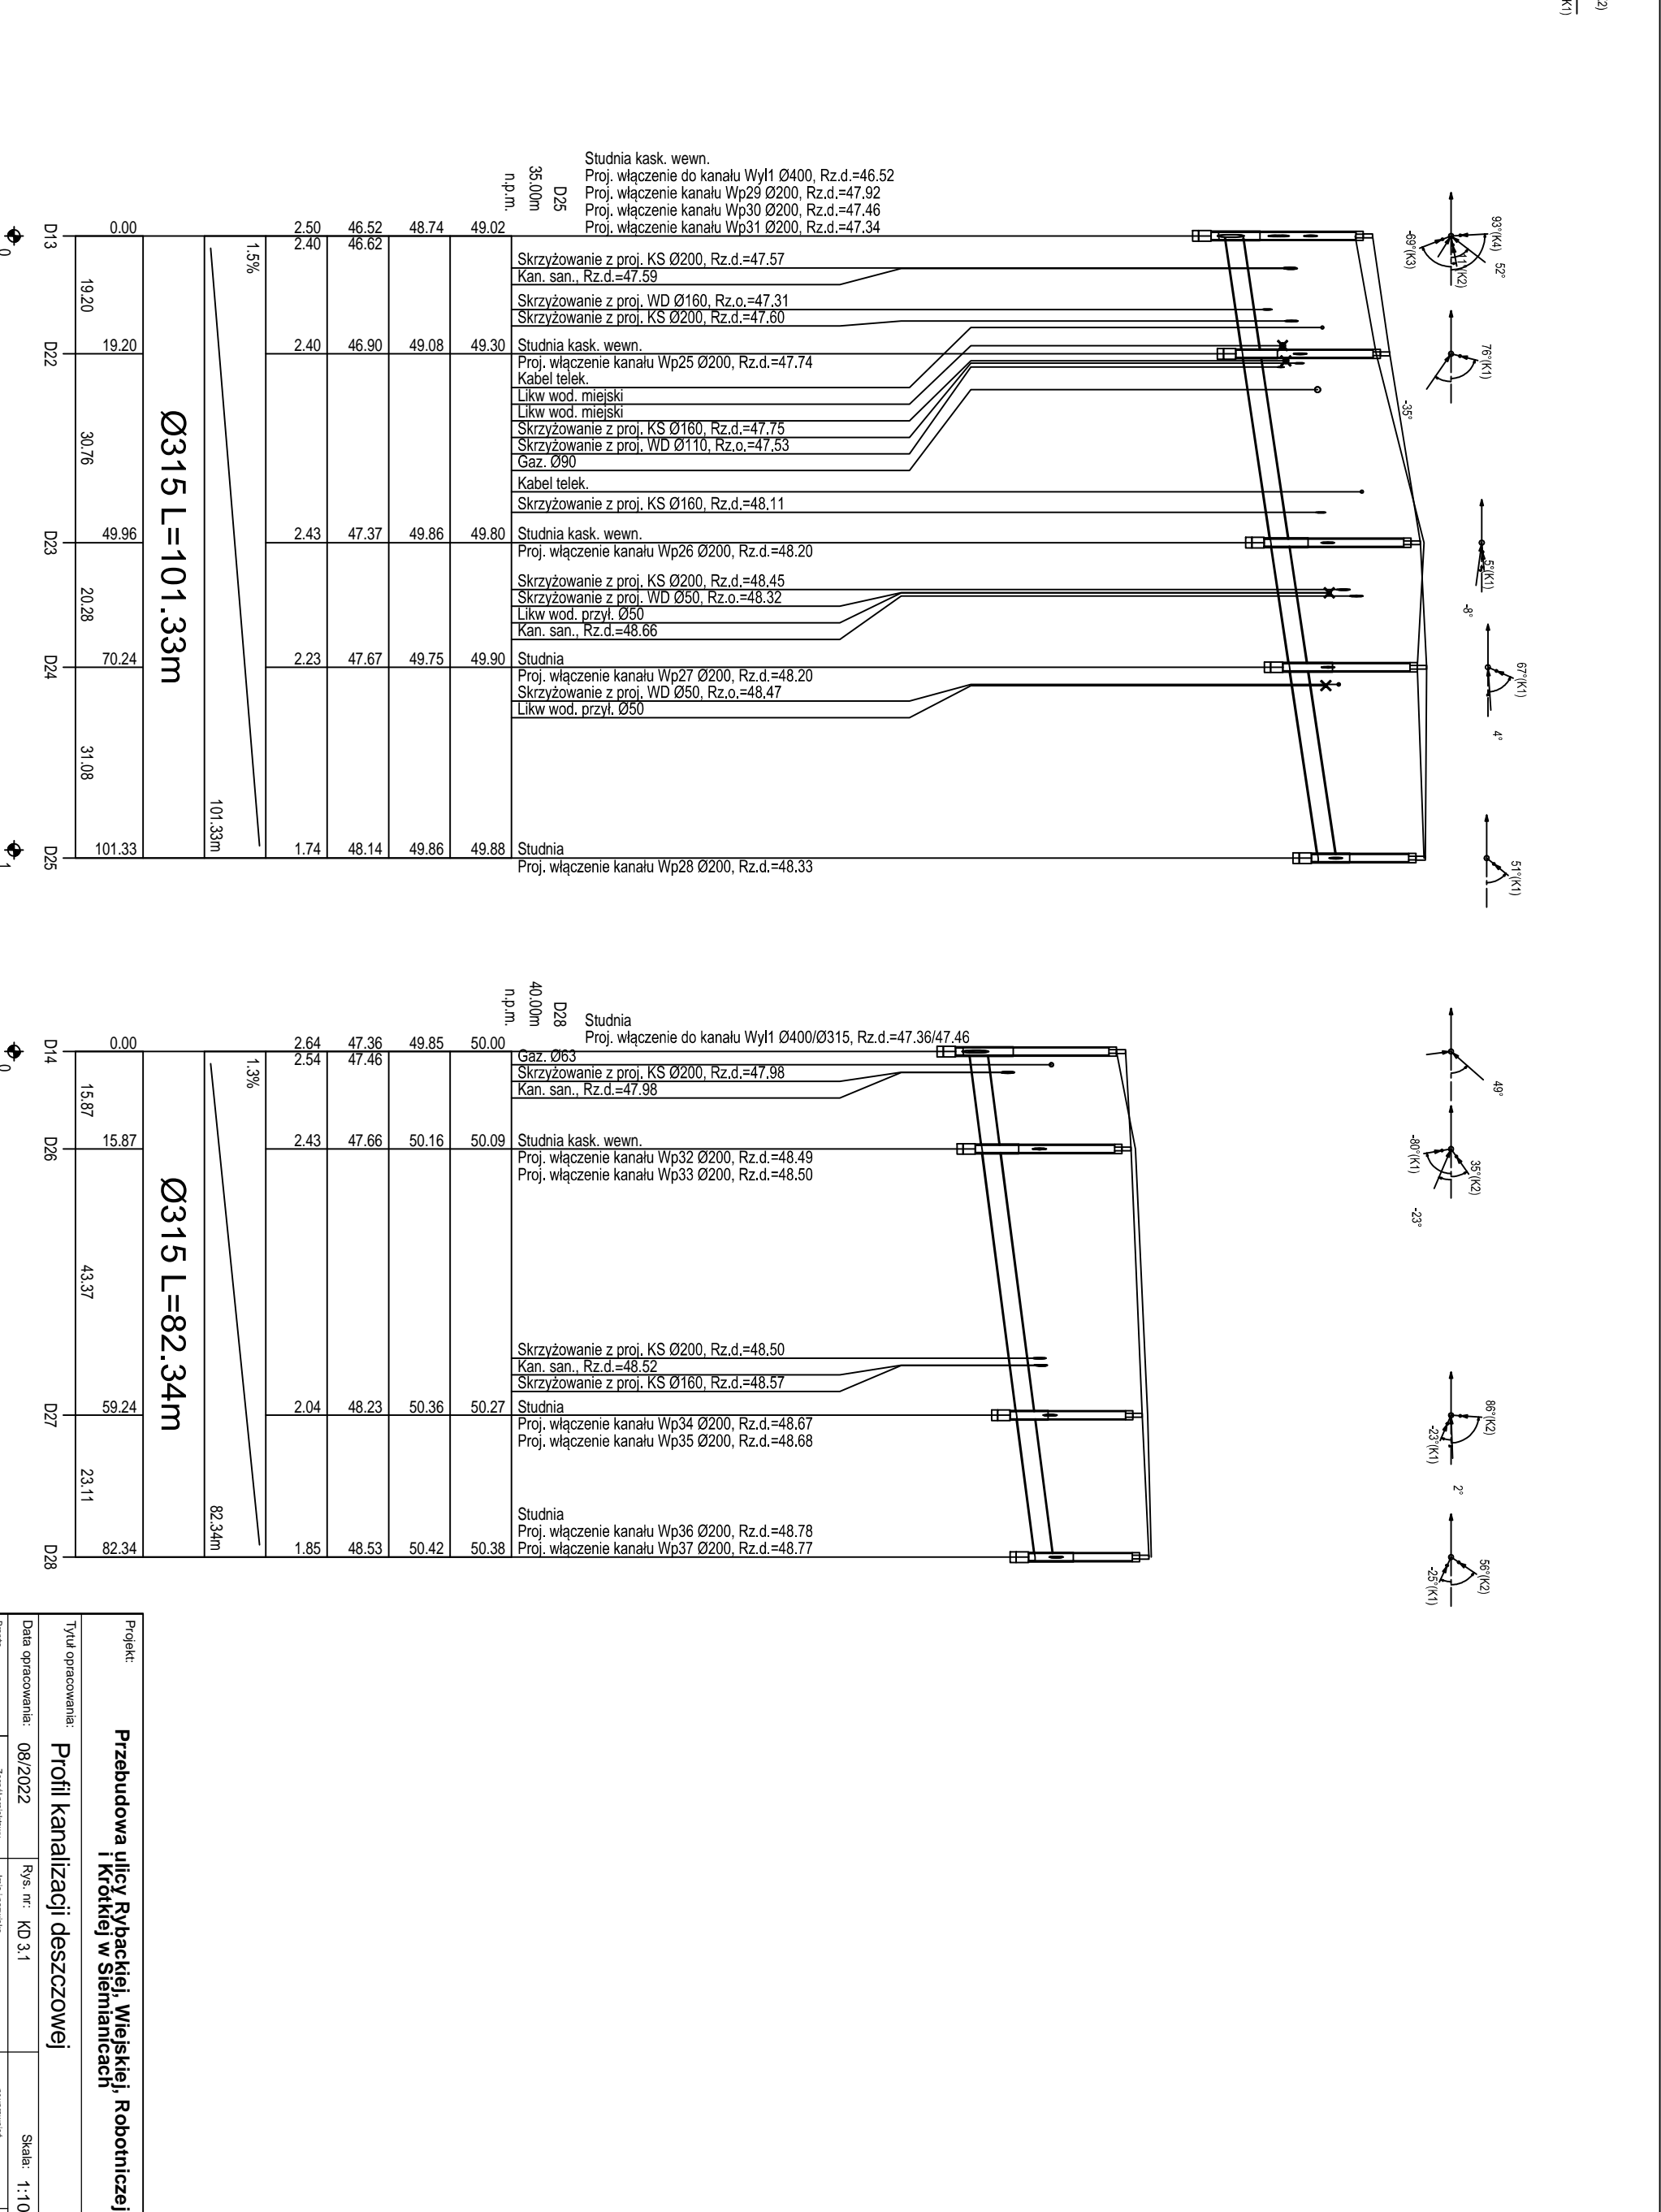 Studnia kask. wewn.
Proj. włączenie do kanału Wyl1 Ø400, Rz.d.=46.52
Proj. włączenie kanału Wp29 Ø200, Rz.d.=47.92
Proj. włączenie kanału Wp30 Ø200, Rz.d.=47.46
Proj. włączenie kanału Wp31 Ø200, Rz.d.=47.34
D25
35.00m
n.p.m.
D13 0.00 2.50 46.52 48.74 49.02
2.40 46.62
Skrzyżowanie z proj. KS Ø200, Rz.d.=47.57
Kan. san., Rz.d.=47.59
Skrzyżowanie z proj. WD Ø160, Rz.o.=47.31
Skrzyżowanie z proj. KS Ø200, Rz.d.=47.60
19.20
D22 19.20 2.40 46.90 49.08 49.30 Studnia kask. wewn.
Proj. włączenie kanału Wp25 Ø200, Rz.d.=47.74
Kabel telek.
Likw wod. miejski
Likw wod. miejski
Skrzyżowanie z proj. KS Ø160, Rz.d.=47.75
Skrzyżowanie z proj. WD Ø110, Rz.o.=47.53
Gaz. Ø90
Kabel telek.
Skrzyżowanie z proj. KS Ø160, Rz.d.=48.11
30.76
D23 49.96 2.43 47.37 49.86 49.80 Studnia kask. wewn.
Proj. włączenie kanału Wp26 Ø200, Rz.d.=48.20
Skrzyżowanie z proj. KS Ø200, Rz.d.=48.45
Skrzyżowanie z proj. WD Ø50, Rz.o.=48.32
Likw wod. przył. Ø50
Kan. san., Rz.d.=48.66
20.28
D24 70.24 2.23 47.67 49.75 49.90 Studnia
Proj. włączenie kanału Wp27 Ø200, Rz.d.=48.20
Skrzyżowanie z proj. WD Ø50, Rz.o.=48.47
Likw wod. przył. Ø50
31.08
D25 101.33 1.74 48.14 49.86 49.88 Studnia
Proj. włączenie kanału Wp28 Ø200, Rz.d.=48.33
1.5%
101.33m
Ø315 L=101.33m
0
1
93°(K4)
52°
11°(K2)
-69°(K3)
76°(K1)
-35°
5°(K1)
-8°
67°(K1)
4°
51°(K1)
2)
K1)
Studnia
Proj. włączenie do kanału Wyl1 Ø400/Ø315, Rz.d.=47.36/47.46
D28
40.00m
n.p.m.
D14 0.00 2.64 47.36 49.85 50.00
2.54 47.46
Gaz. Ø63
Skrzyżowanie z proj. KS Ø200, Rz.d.=47.98
Kan. san., Rz.d.=47.98
15.87
D26 15.87 2.43 47.66 50.16 50.09 Studnia kask. wewn.
Proj. włączenie kanału Wp32 Ø200, Rz.d.=48.49
Proj. włączenie kanału Wp33 Ø200, Rz.d.=48.50
Skrzyżowanie z proj. KS Ø200, Rz.d.=48.50
Kan. san., Rz.d.=48.52
Skrzyżowanie z proj. KS Ø160, Rz.d.=48.57
43.37
D27 59.24 2.04 48.23 50.36 50.27 Studnia
Proj. włączenie kanału Wp34 Ø200, Rz.d.=48.67
Proj. włączenie kanału Wp35 Ø200, Rz.d.=48.68
23.11
Studnia
Proj. włączenie kanału Wp36 Ø200, Rz.d.=48.78
D28 82.34 1.85 48.53 50.42 50.38 Proj. włączenie kanału Wp37 Ø200, Rz.d.=48.77
1.3%
82.34m
Ø315 L=82.34m
0
49°
35°(K2)
-80°(K1)
-23°
86°(K2)
-23°(K1)
2°
56°(K2)
-25°(K1)
Projekt:
Przebudowa ulicy Rybackiej, Wiejskiej, Robotniczej
i Krótkiej w Siemianicach
Tytuł opracowania: Profil kanalizacji deszczowej
Data opracowania: 08/2022 Rys. nr: KD 3.1 Skala: 1:10